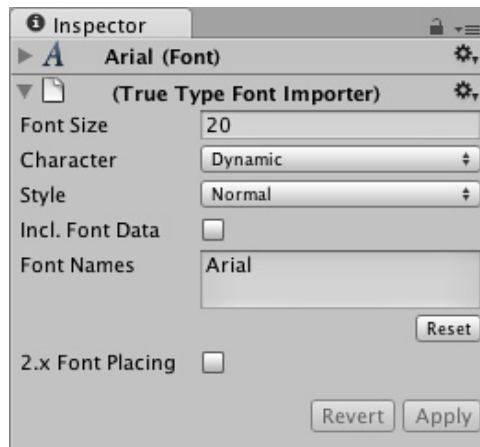 Inspector
Arial (Font)
(True Type Font Importer)
Font Size 20
Character Dynamic
Style Normal
Incl. Font Data
Font Names Arial
Reset
2.x Font Placing
Revert Apply